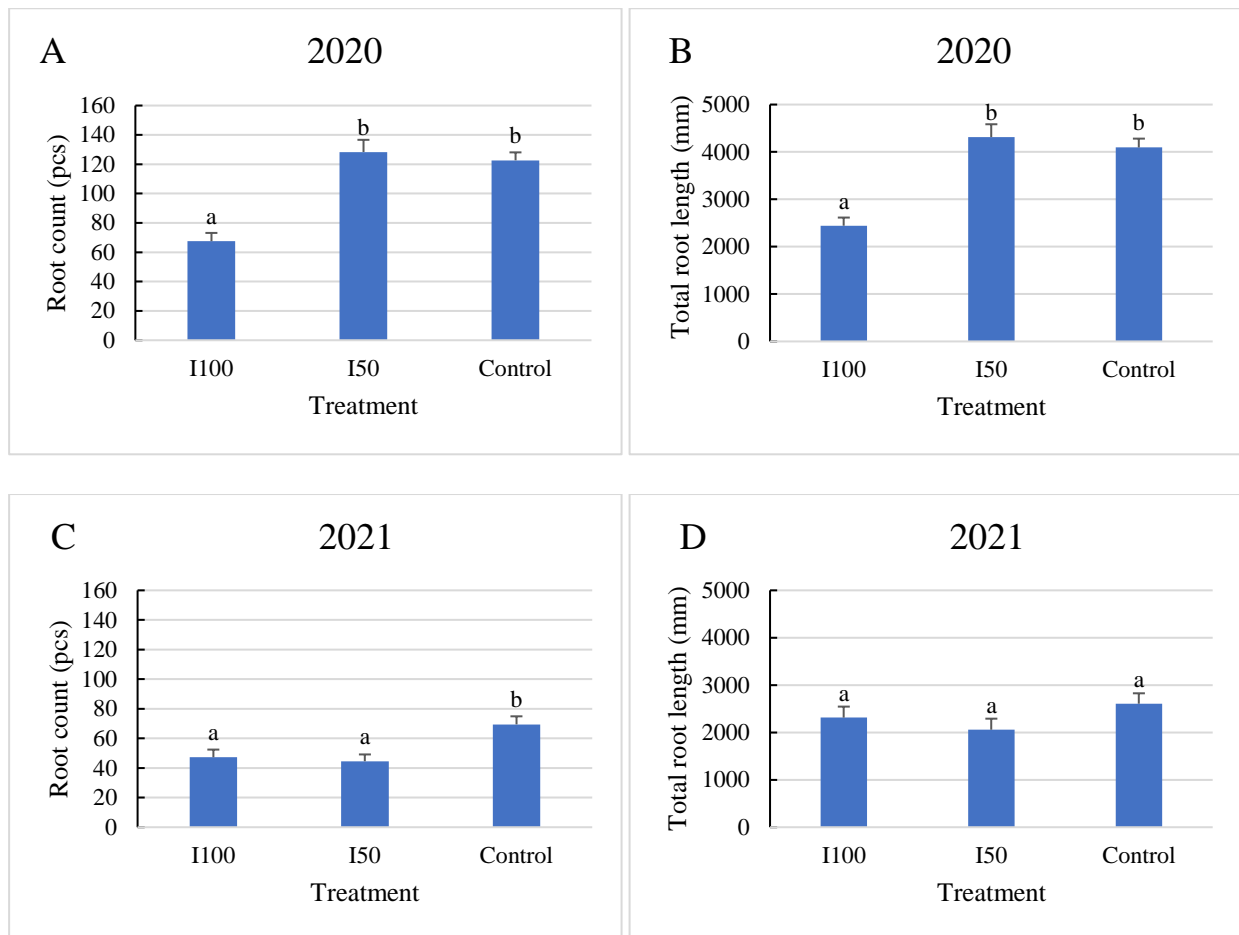 A
2020
Root count (pcs)
160
140
120
100
80
60
40
20
0
a
b
b
I100
I50
Control
Treatment
B
2020
Total root length (mm)
5000
4000
3000
2000
1000
0
a
b
b
I100
I50
Control
Treatment
C
2021
Root count (pcs)
160
140
120
100
80
60
40
20
0
a
a
b
I100
I50
Control
Treatment
D
2021
Total root length (mm)
5000
4000
3000
2000
1000
0
a
a
a
I100
I50
Control
Treatment